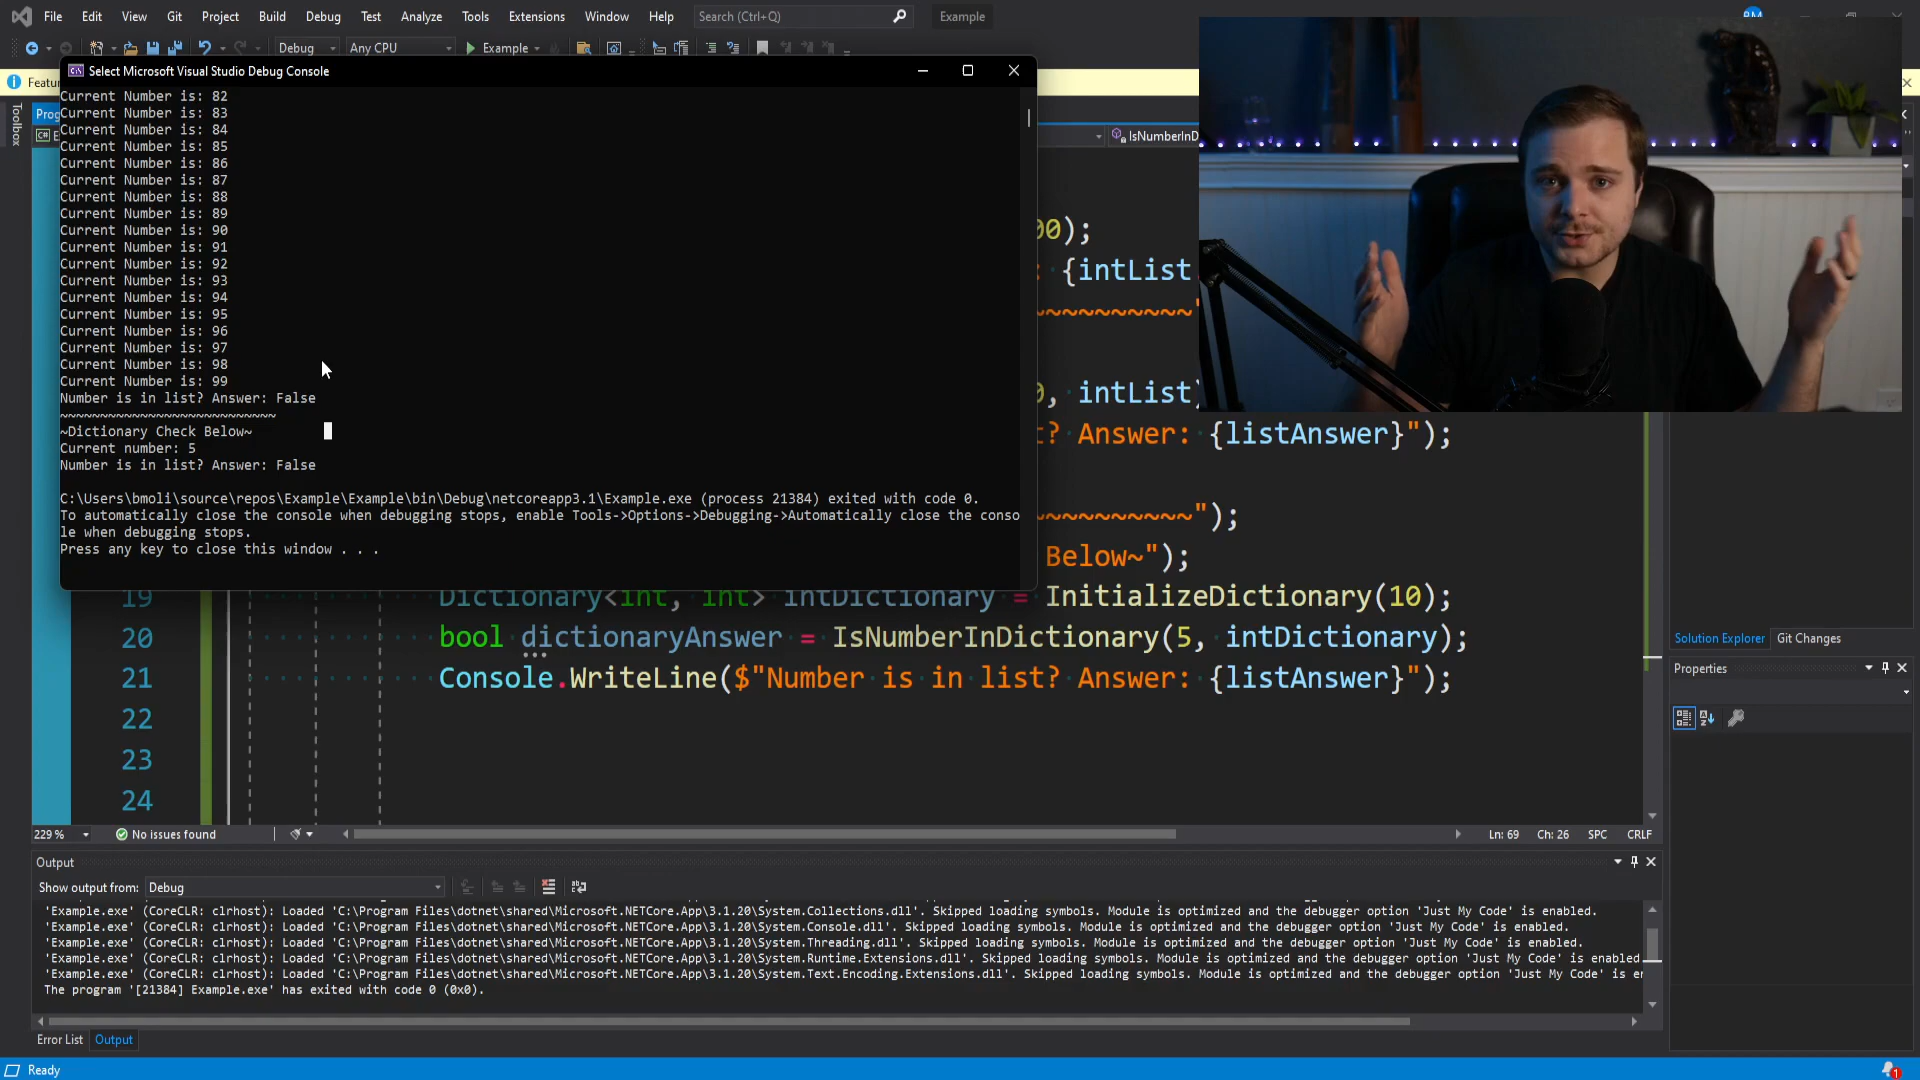 File Edit View Git Project Build Debug Test Analyze Tools Extensions Window Help Search (Ctrl+Q) Example
Debug Any CPU Example
Select Microsoft Visual Studio Debug Console
Toolbox
IsNumberInD
Current Number is: 82
Current Number is: 83
Current Number is: 84
Current Number is: 85
Current Number is: 86
Current Number is: 87
Current Number is: 88
Current Number is: 89
Current Number is: 90
Current Number is: 91
Current Number is: 92
Current Number is: 93
Current Number is: 94
Current Number is: 95
Current Number is: 96
Current Number is: 97
Current Number is: 98
Current Number is: 99
Number is in list? Answer: False
~~~~~~~~~~~~~~~~~~~~~~~~~~~
~Dictionary Check Below~
Current number: 5
Number is in list? Answer: False
C:\Users\bmoli\source\repos\Example\Example\bin\Debug\netcoreapp3.1\Example.exe (process 21384) exited with code 0.
To automatically close the console when debugging stops, enable Tools->Options->Debugging->Automatically close the conso
le when debugging stops.
Press any key to close this window . . .
00);
: {intList.
~~~~~~~~~~"
0, intList)
t? Answer: {listAnswer}");
~~~~~~~~~~");
Below~");
19 Dictionary<int, int> intDictionary = InitializeDictionary(10);
20 bool dictionaryAnswer = IsNumberInDictionary(5, intDictionary);
21 Console.WriteLine($"Number is in list? Answer: {listAnswer}");
22
23
24
Solution Explorer Git Changes
Properties
229 % No issues found Ln: 69 Ch: 26 SPC CRLF
Output
Show output from: Debug
'Example.exe' (CoreCLR: clrhost): Loaded 'C:\Program Files\dotnet\shared\Microsoft.NETCore.App\3.1.20\System.Collections.dll'. Skipped loading symbols. Module is optimized and the debugger option 'Just My Code' is enabled.
'Example.exe' (CoreCLR: clrhost): Loaded 'C:\Program Files\dotnet\shared\Microsoft.NETCore.App\3.1.20\System.Console.dll'. Skipped loading symbols. Module is optimized and the debugger option 'Just My Code' is enabled.
'Example.exe' (CoreCLR: clrhost): Loaded 'C:\Program Files\dotnet\shared\Microsoft.NETCore.App\3.1.20\System.Threading.dll'. Skipped loading symbols. Module is optimized and the debugger option 'Just My Code' is enabled.
'Example.exe' (CoreCLR: clrhost): Loaded 'C:\Program Files\dotnet\shared\Microsoft.NETCore.App\3.1.20\System.Runtime.Extensions.dll'. Skipped loading symbols. Module is optimized and the debugger option 'Just My Code' is enabled
'Example.exe' (CoreCLR: clrhost): Loaded 'C:\Program Files\dotnet\shared\Microsoft.NETCore.App\3.1.20\System.Text.Encoding.Extensions.dll'. Skipped loading symbols. Module is optimized and the debugger option 'Just My Code' is e
The program '[21384] Example.exe' has exited with code 0 (0x0).
Error List Output
Ready 1